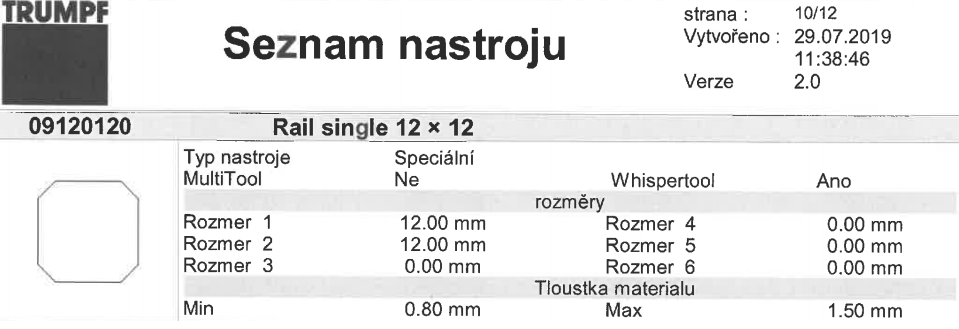 TRUMPF
Seznam nastroju
strana : 10/12
Vytvořeno : 29.07.2019
11:38:46
Verze 2.0
09120120 Rail single 12 × 12
Typ nastroje Speciální
MultiTool Ne Whispertool Ano
rozměry
Rozmer 1 12.00 mm Rozmer 4 0.00 mm
Rozmer 2 12.00 mm Rozmer 5 0.00 mm
Rozmer 3 0.00 mm Rozmer 6 0.00 mm
Tloustka materialu
Min 0.80 mm Max 1.50 mm